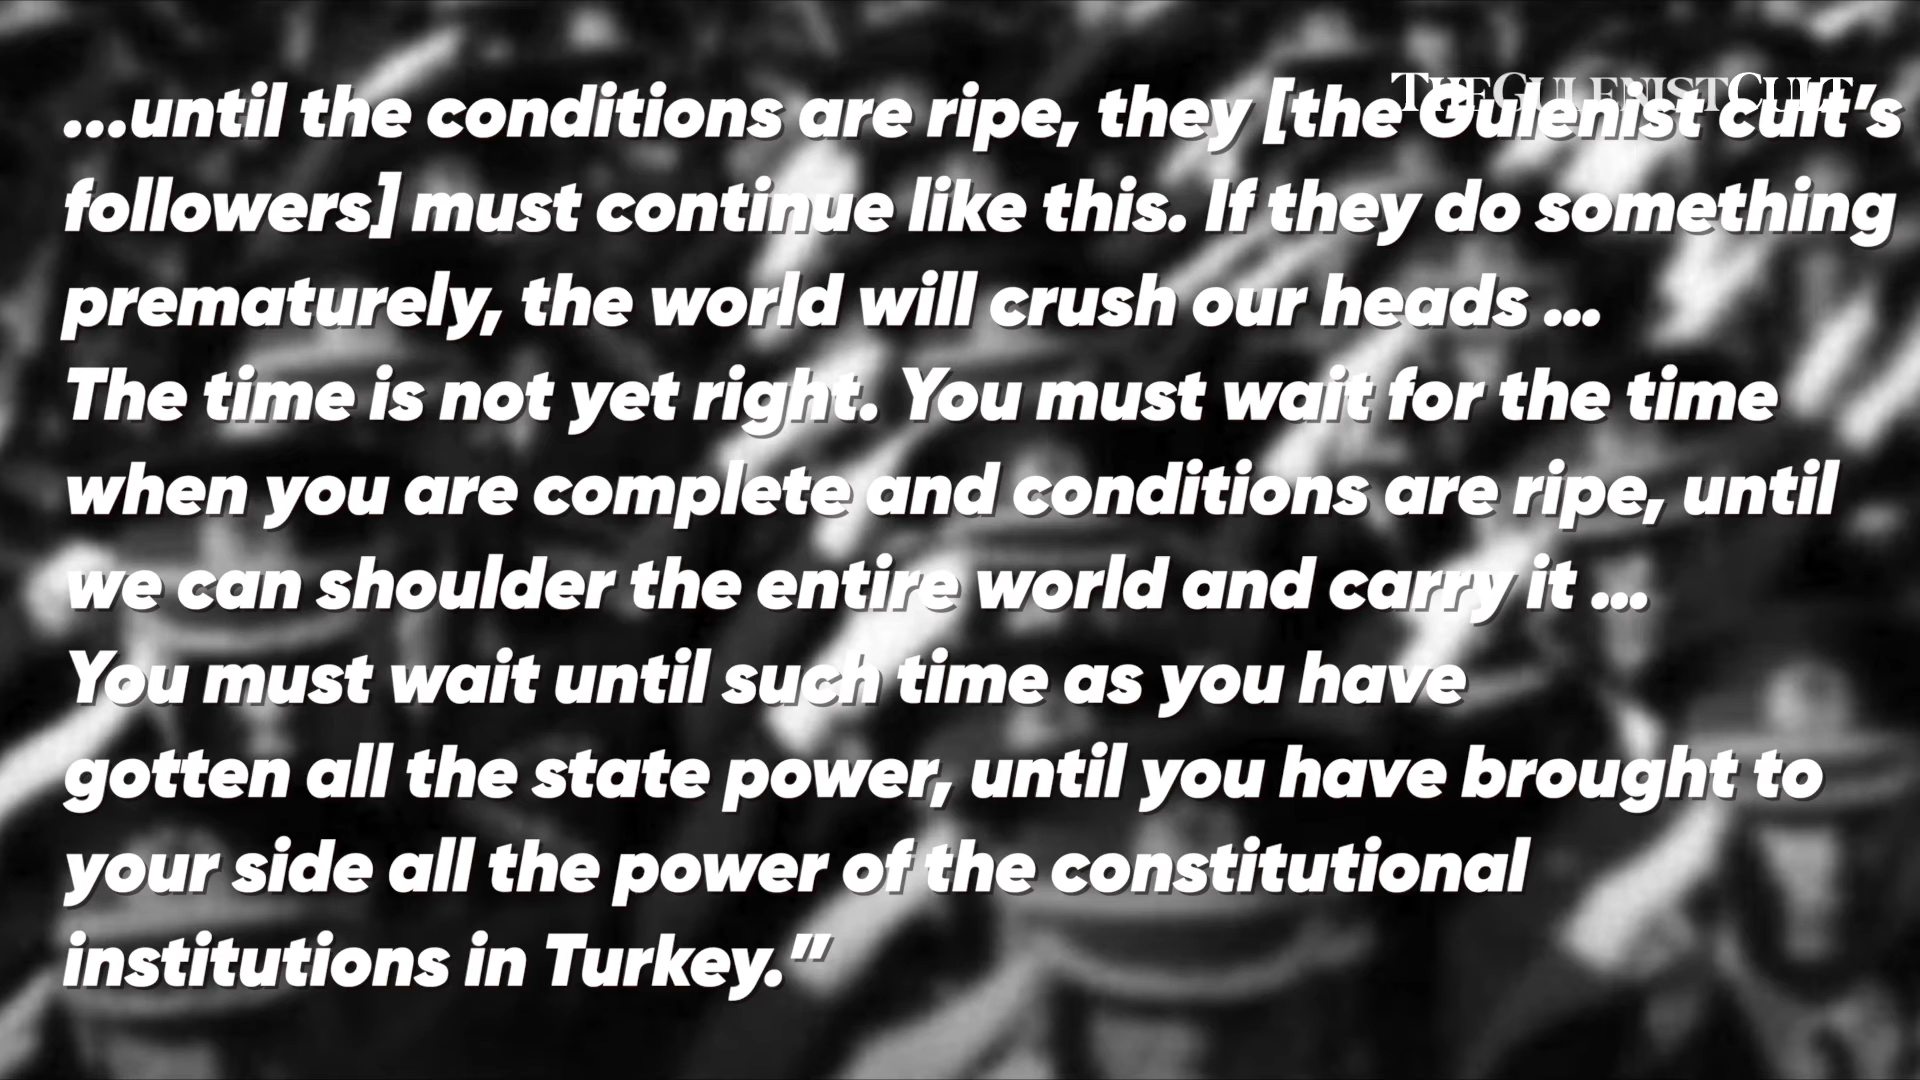 THEGULENISTCULT
...until the conditions are ripe, they [the Gulenist cult's
followers] must continue like this. If they do something
prematurely, the world will crush our heads ...
The time is not yet right. You must wait for the time
when you are complete and conditions are ripe, until
we can shoulder the entire world and carry it ...
You must wait until such time as you have
gotten all the state power, until you have brought to
your side all the power of the constitutional
institutions in Turkey.”